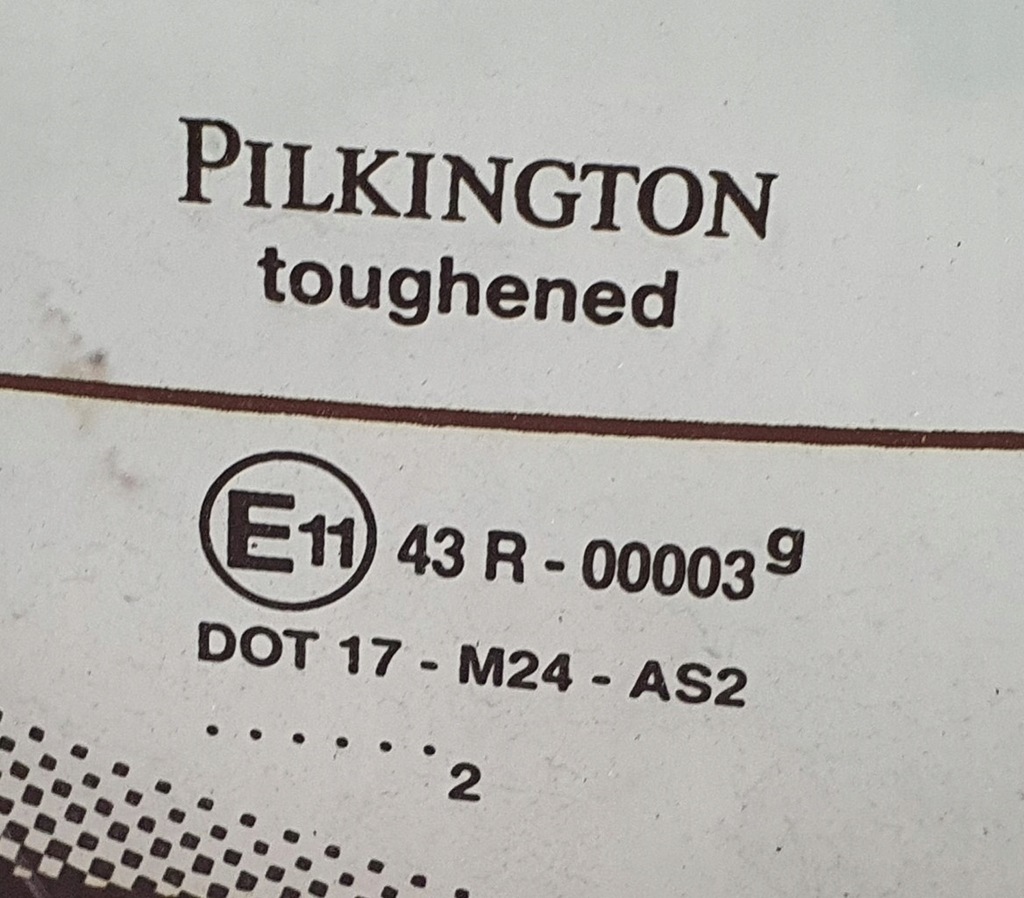 PILKINGTON
toughened
E11 43 R - 00003 g
DOT 17 - M24 - AS2
. . . . . .
2